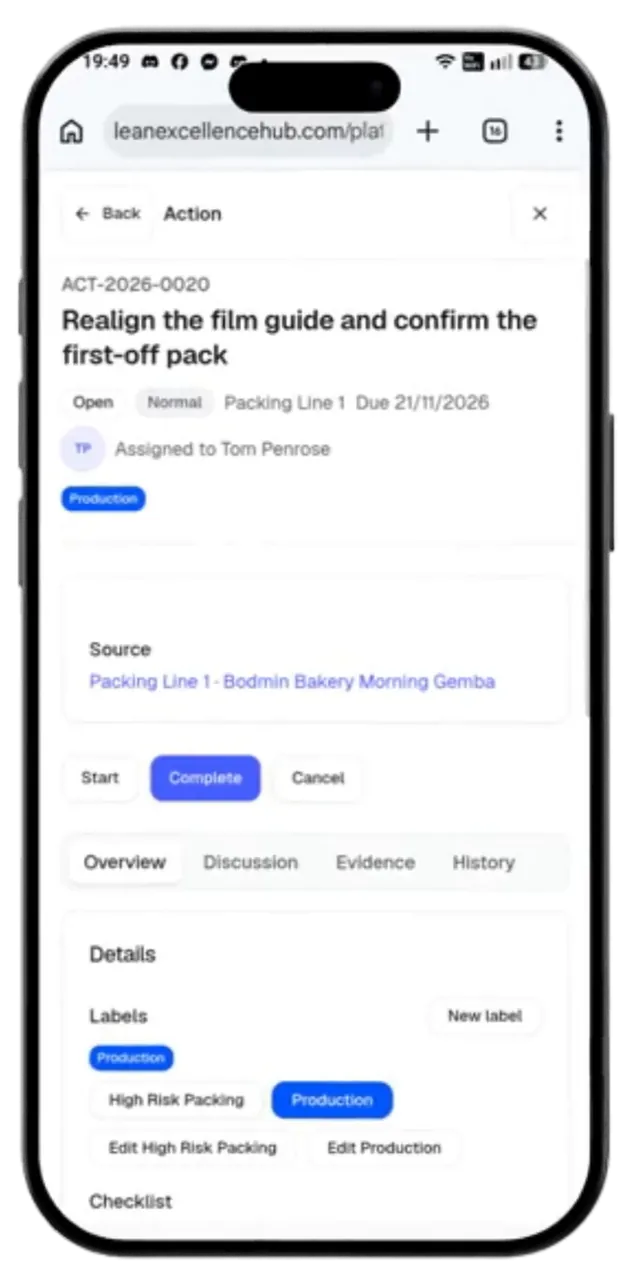 19:49
leanexcellencehub.com/plat
16
Back Action
ACT-2026-0020
Realign the film guide and confirm the
first-off pack
Open Normal Packing Line 1 Due 21/11/2026
TP Assigned to Tom Penrose
Production
Source
Packing Line 1 · Bodmin Bakery Morning Gemba
Start Complete Cancel
Overview Discussion Evidence History
Details
Labels New label
Production
High Risk Packing Production
Edit High Risk Packing Edit Production
Checklist